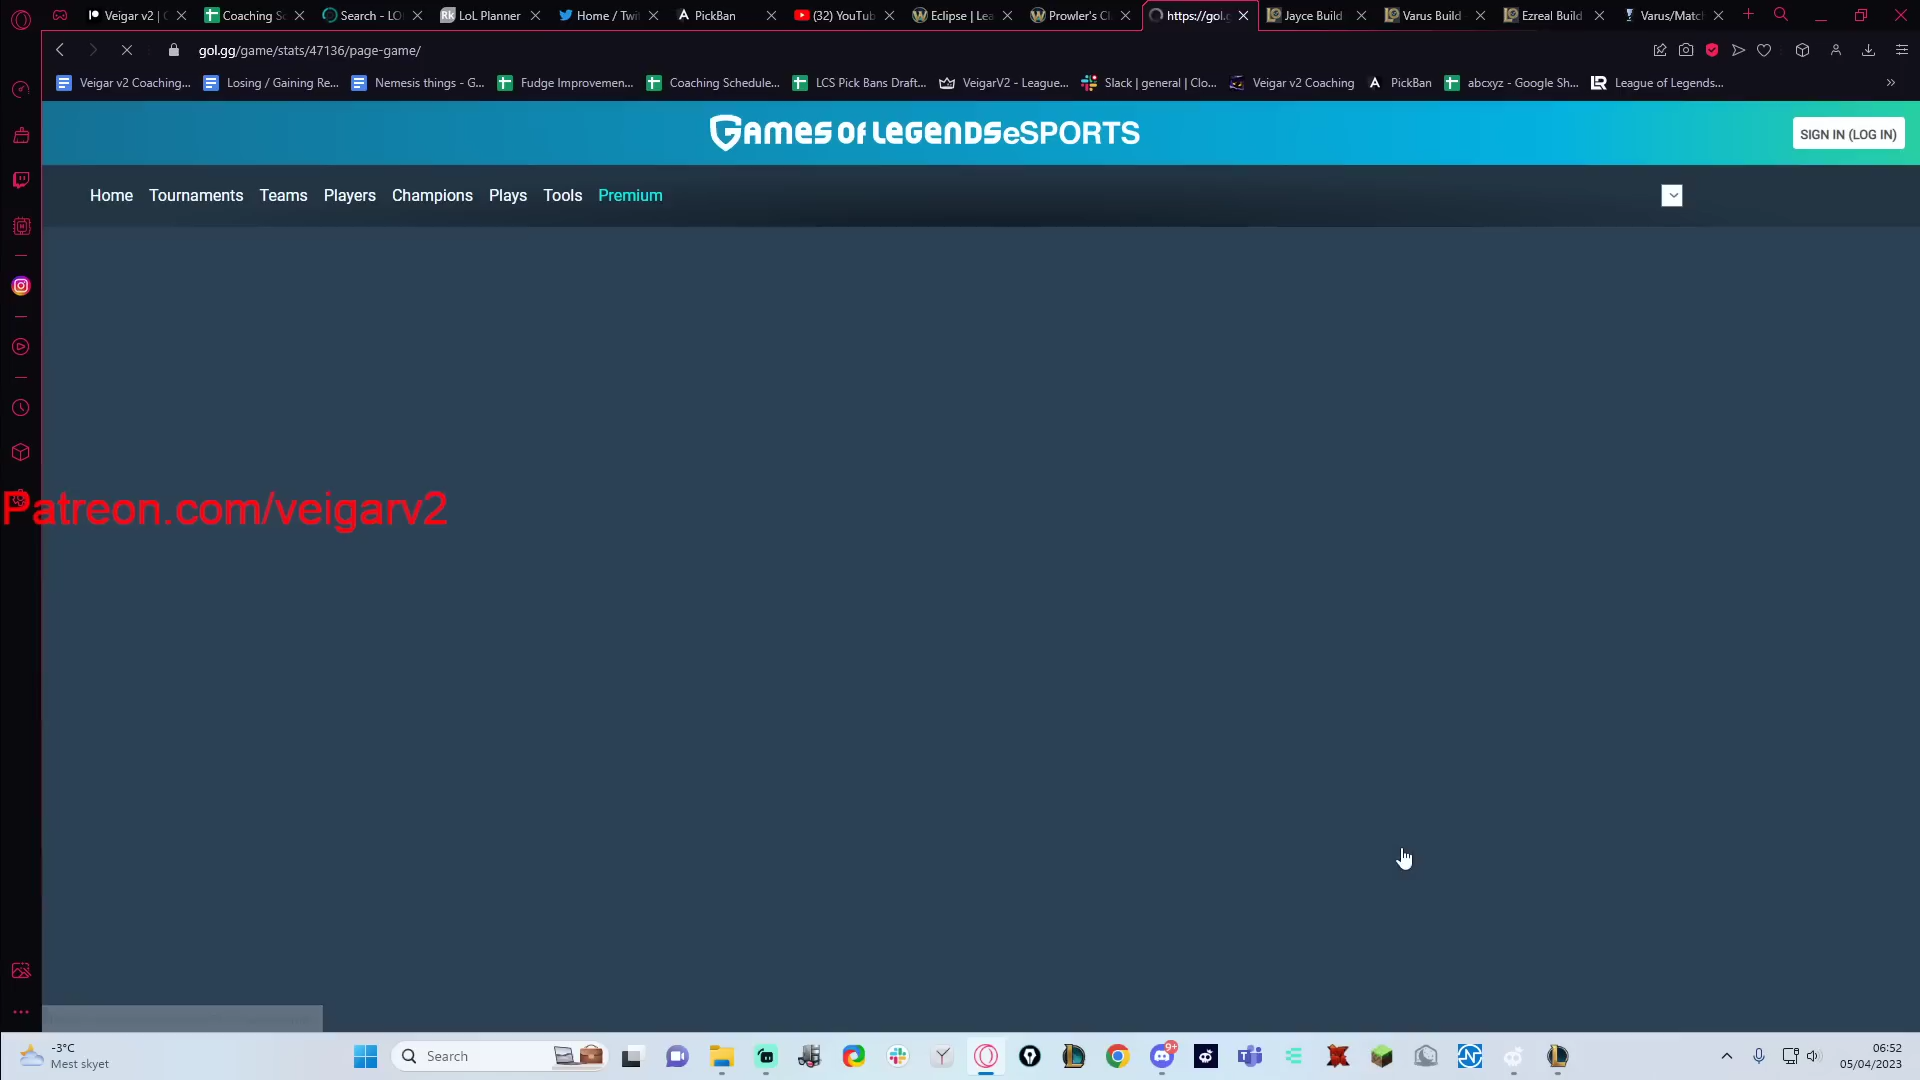 Veigar v2 | C
Coaching Sc
Search - LO
LoL Planner
Home / Twi
PickBan
(32) YouTub
Eclipse | Lea
Prowler's Cl
https://gol.g
Jayce Build
Varus Build
Ezreal Build
Varus/Matc
gol.gg/game/stats/47136/page-game/
Veigar v2 Coaching...
Losing / Gaining Re...
Nemesis things - G...
Fudge Improvemen...
Coaching Schedule...
LCS Pick Bans Draft...
VeigarV2 - League...
Slack | general | Clo...
Veigar v2 Coaching
PickBan
abcxyz - Google Sh...
League of Legends...
GAMES OF LEGENDS eSPORTS
SIGN IN (LOG IN)
Home Tournaments Teams Players Champions Plays Tools Premium
Patreon.com/veigarv2
-3°C
Mest skyet
Search
9+
06:52
05/04/2023